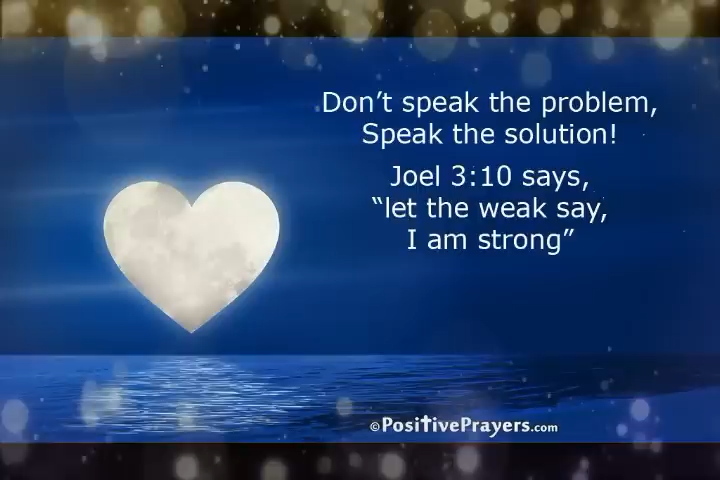 Don’t speak the problem,
Speak the solution!
Joel 3:10 says,
“let the weak say,
I am strong”
©PosiTivePrayers.com